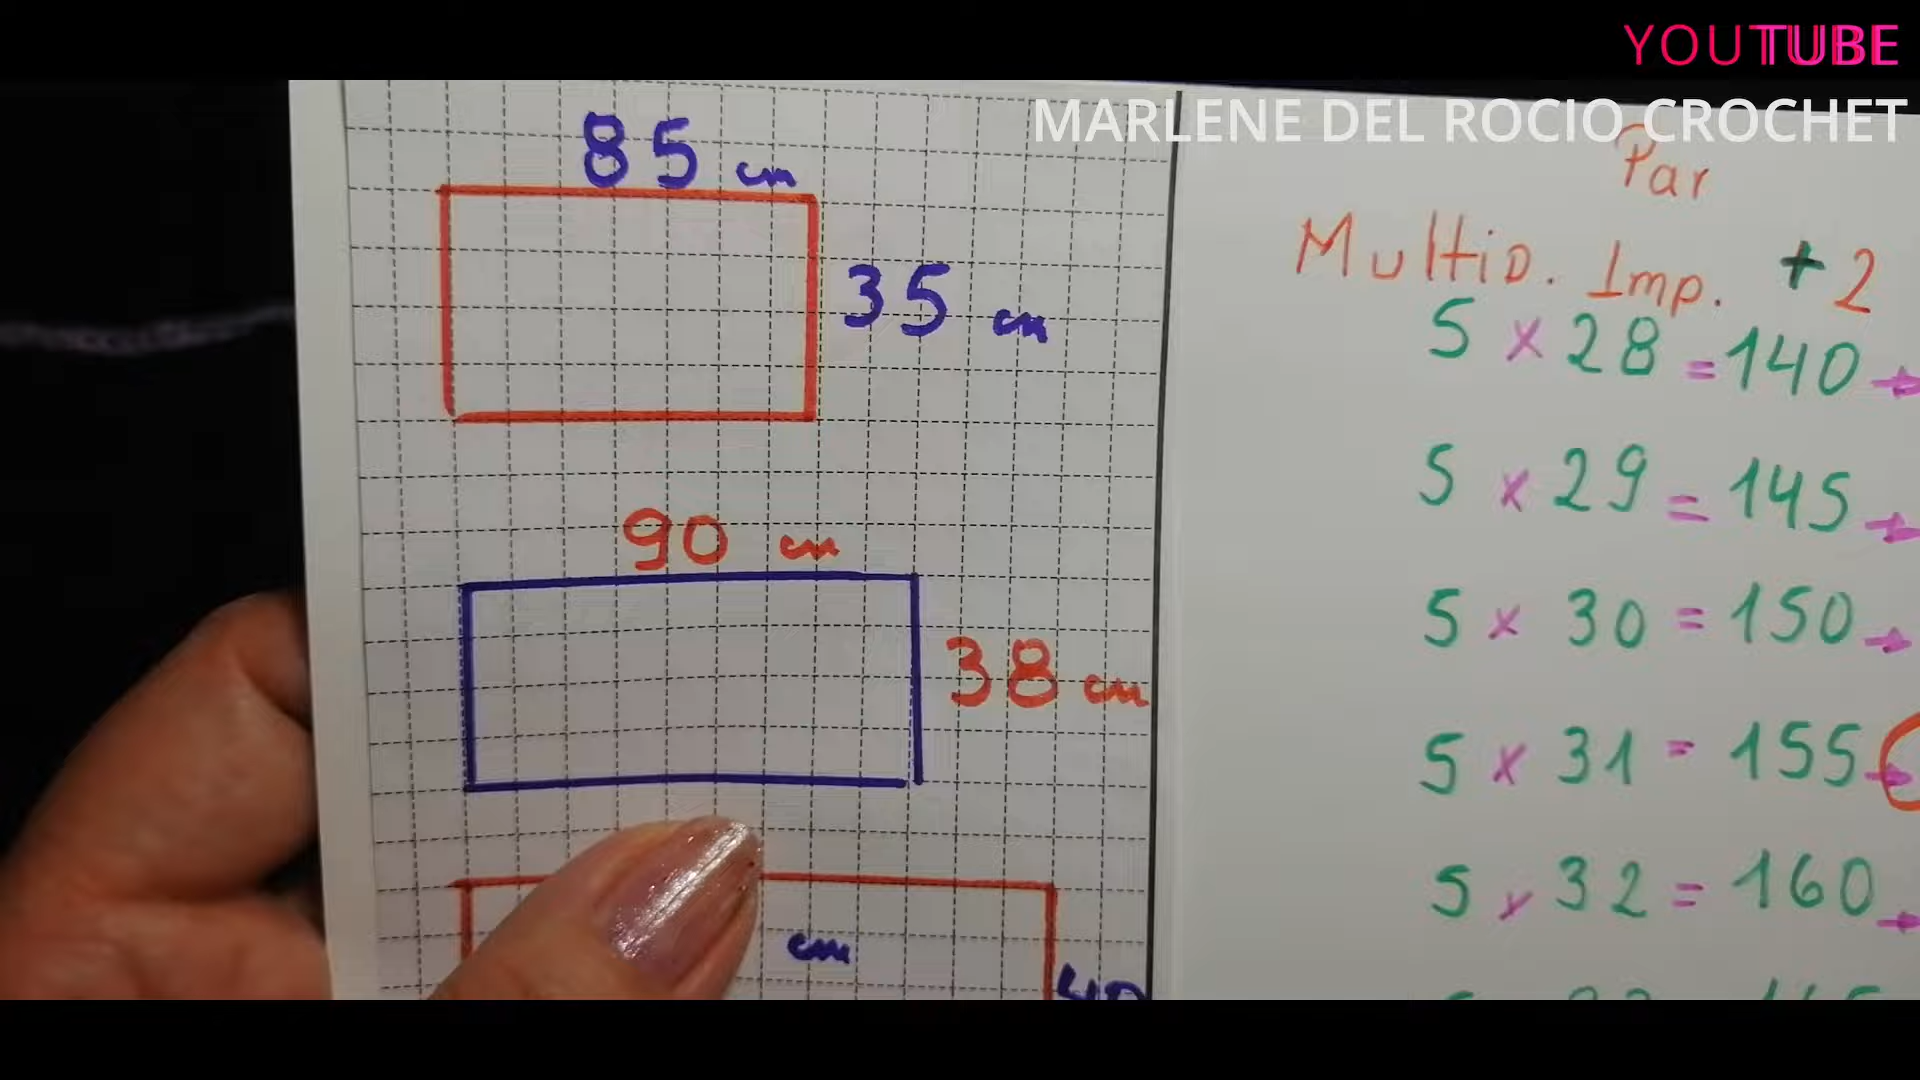 YOUTUBE
MARLENE DEL ROCIO CROCHET
85 cm
35 cm
90 cm
38 cm
cm
Par
Multip. Imp. + 2
5 x 28 = 140 →
5 x 29 = 145 →
5 x 30 = 150 →
5 x 31 = 155 →
5 x 32 = 160 →